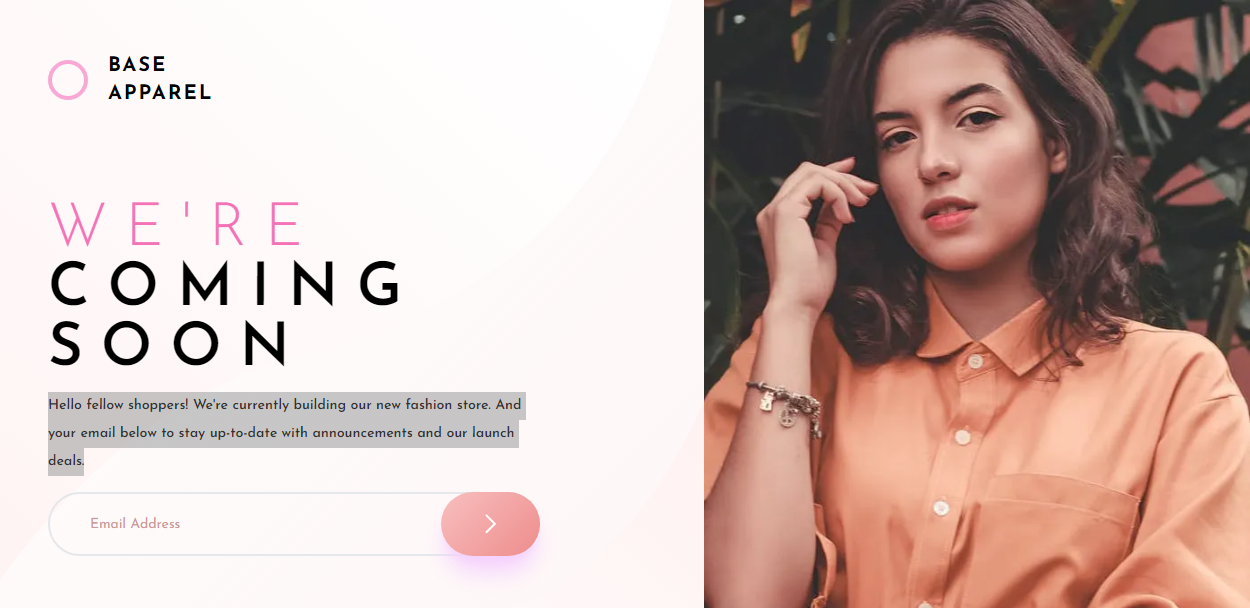 BASE
APPAREL
WE'RE
COMING
SOON
Hello fellow shoppers! We're currently building our new fashion store. And
your email below to stay up-to-date with announcements and our launch
deals.
Email Address